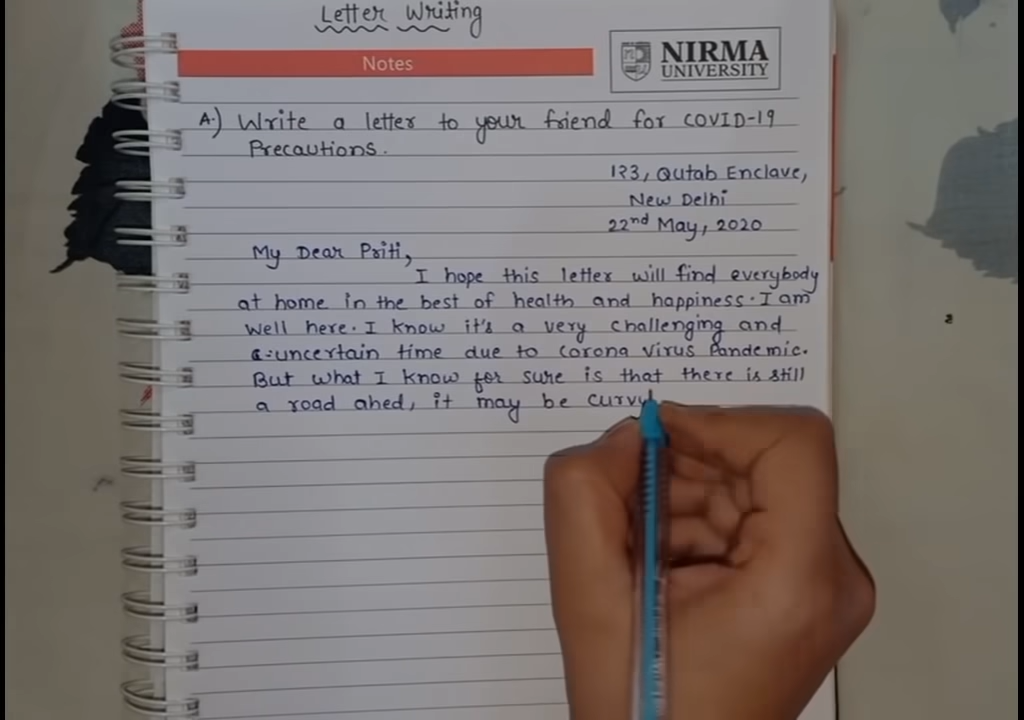 Letter Writing
Notes
NIRMA
UNIVERSITY
A.) Write a letter to your friend for COVID-19
Precautions.
123, Qutab Enclave,
New Delhi
22nd May, 2020
My Dear Priti,
I hope this letter will find everybody
at home in the best of health and happiness. I am
well here. I know it's a very challenging and
uncertain time due to corona virus Pandemic.
But what I know for sure is that there is still
a road ahed, it may be curvy